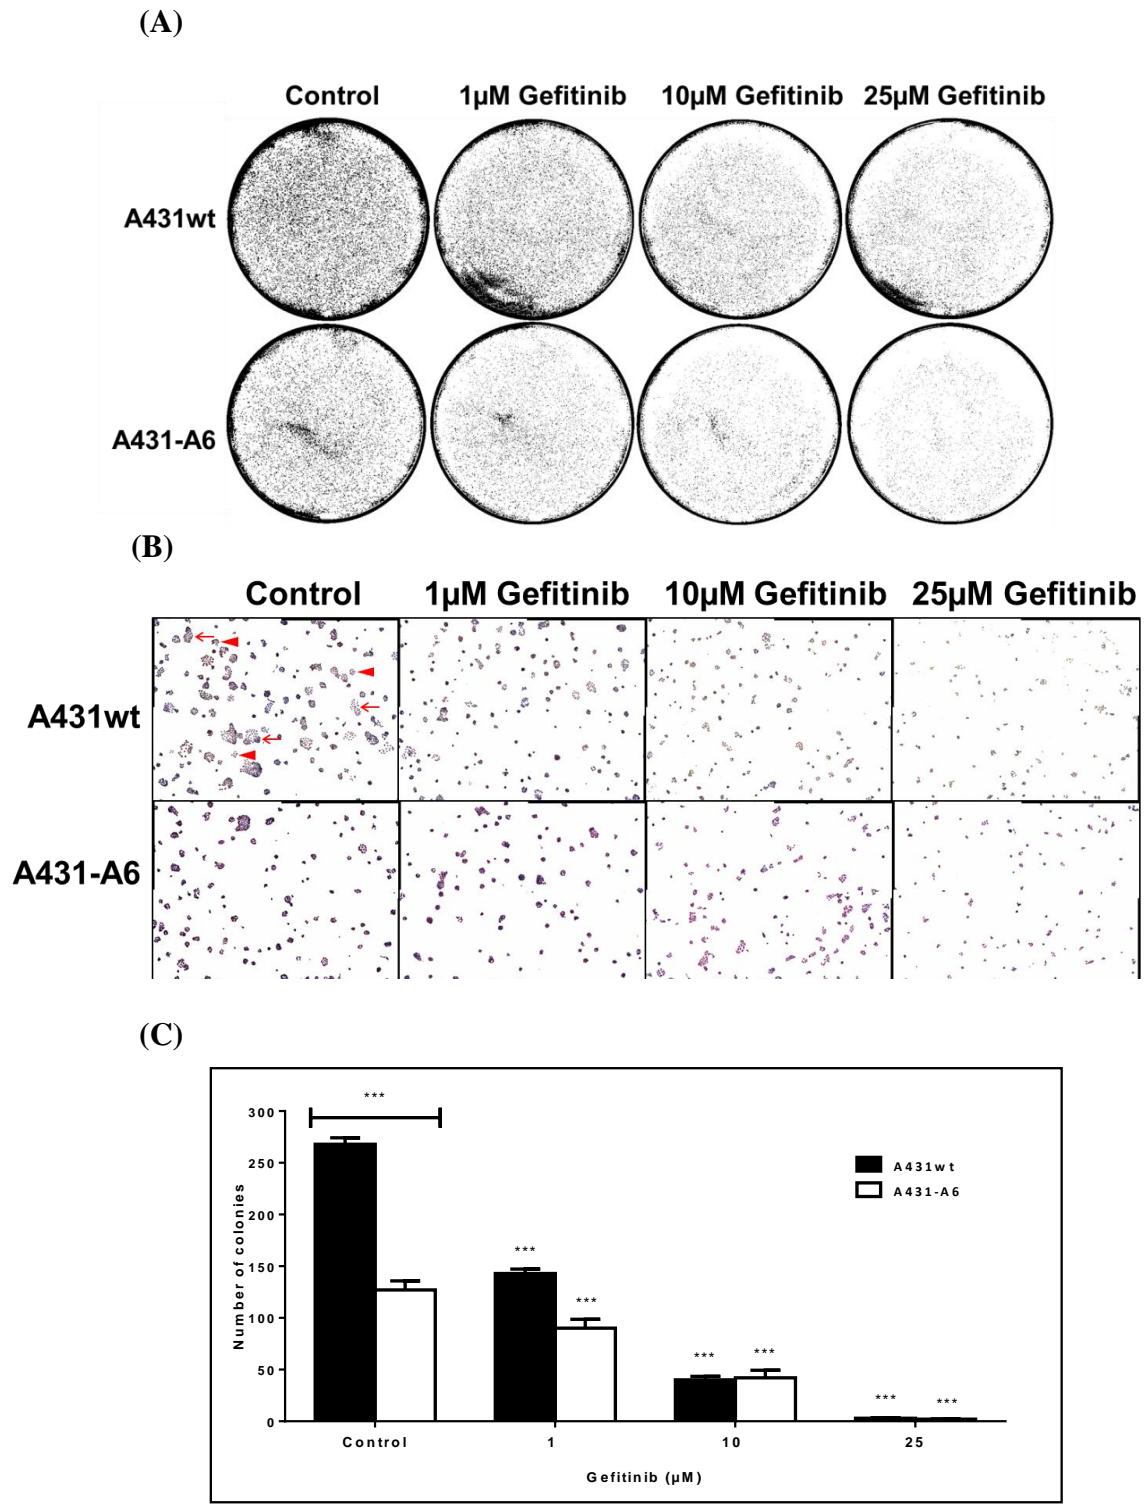 (A)
Control 1µM Gefitinib 10µM Gefitinib 25µM Gefitinib
A431wt
A431-A6
(B)
Control 1µM Gefitinib 10µM Gefitinib 25µM Gefitinib
A431wt
A431-A6
(C)
***
300
250
200
150
100
50
0
Number of colonies
*** ***
*** ***
*** ***
A431wt
A431-A6
Control 1 10 25
Gefitinib (µM)